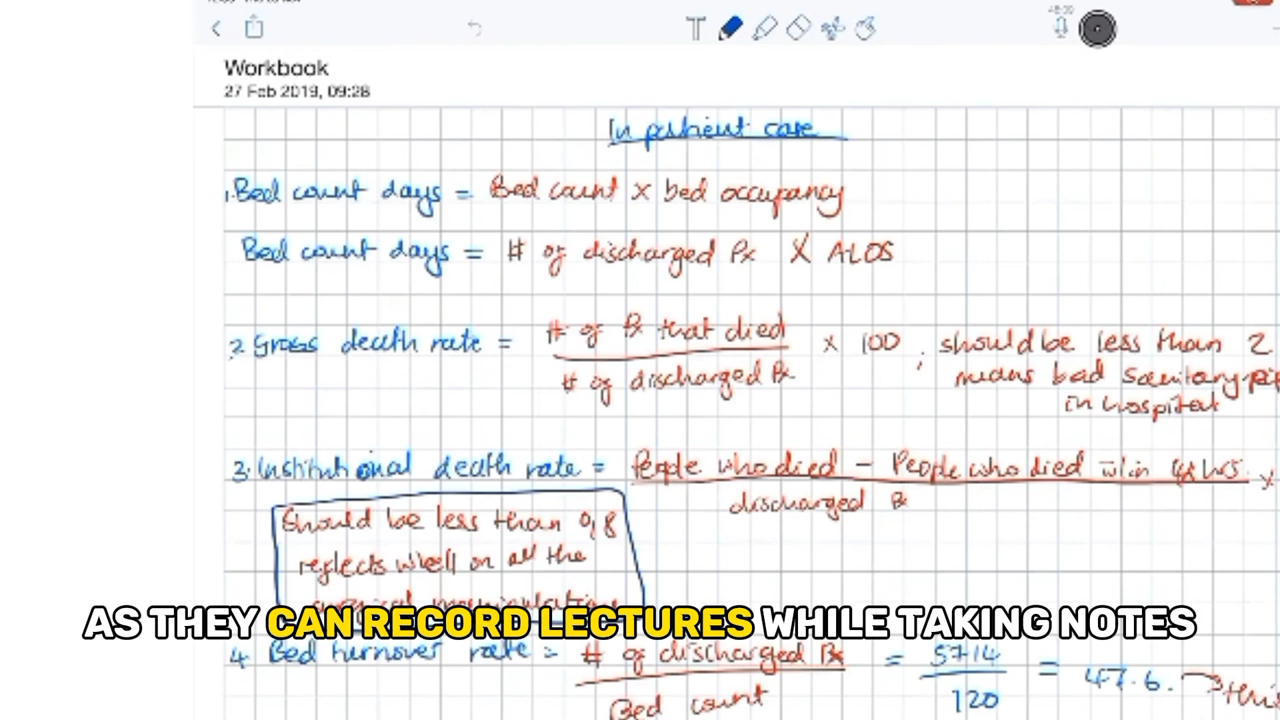 Workbook
27 Feb 2019, 09:28
In patient care
1. Bed count days = Bed count x bed occupancy
Bed count days = # of discharged Px X ALOS
2. Gross death rate = # of Px that died
# of discharged Px
x 100 , should be less than 2
means bad sanitary
in hospital
3. Institutional death rate = People who died - People who died w/in 48 hrs. x
discharged Px
Should be less than 0,8
reflects well on all the
AS THEY CAN RECORD LECTURES WHILE TAKING NOTES
4. Bed turnover rate = # of discharged Px = 5714 = 47.6.
Bed count 120